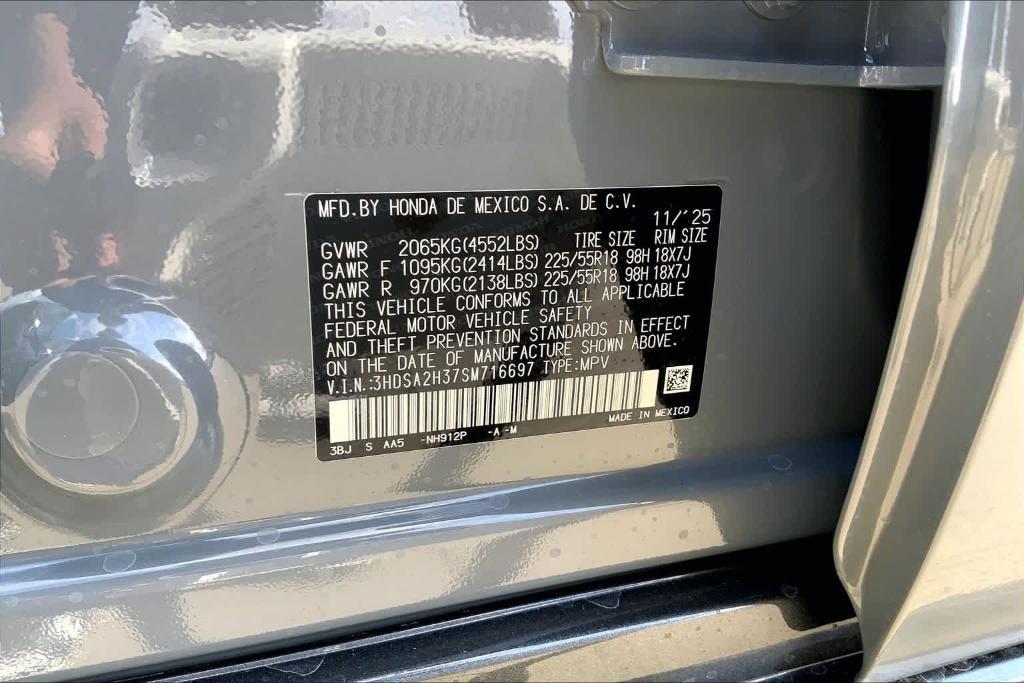 MFD.BY HONDA DE MEXICO S.A. DE C.V.
11/'25
GVWR 2065KG(4552LBS) TIRE SIZE RIM SIZE
GAWR F 1095KG(2414LBS) 225/55R18 98H 18X7J
GAWR R 970KG(2138LBS) 225/55R18 98H 18X7J
THIS VEHICLE CONFORMS TO ALL APPLICABLE
FEDERAL MOTOR VEHICLE SAFETY
AND THEFT PREVENTION STANDARDS IN EFFECT
ON THE DATE OF MANUFACTURE SHOWN ABOVE.
V.I.N.:3HDSA2H37SM716697 TYPE:MPV
MADE IN MEXICO
3BJ S AA5 -NH912P -A -M